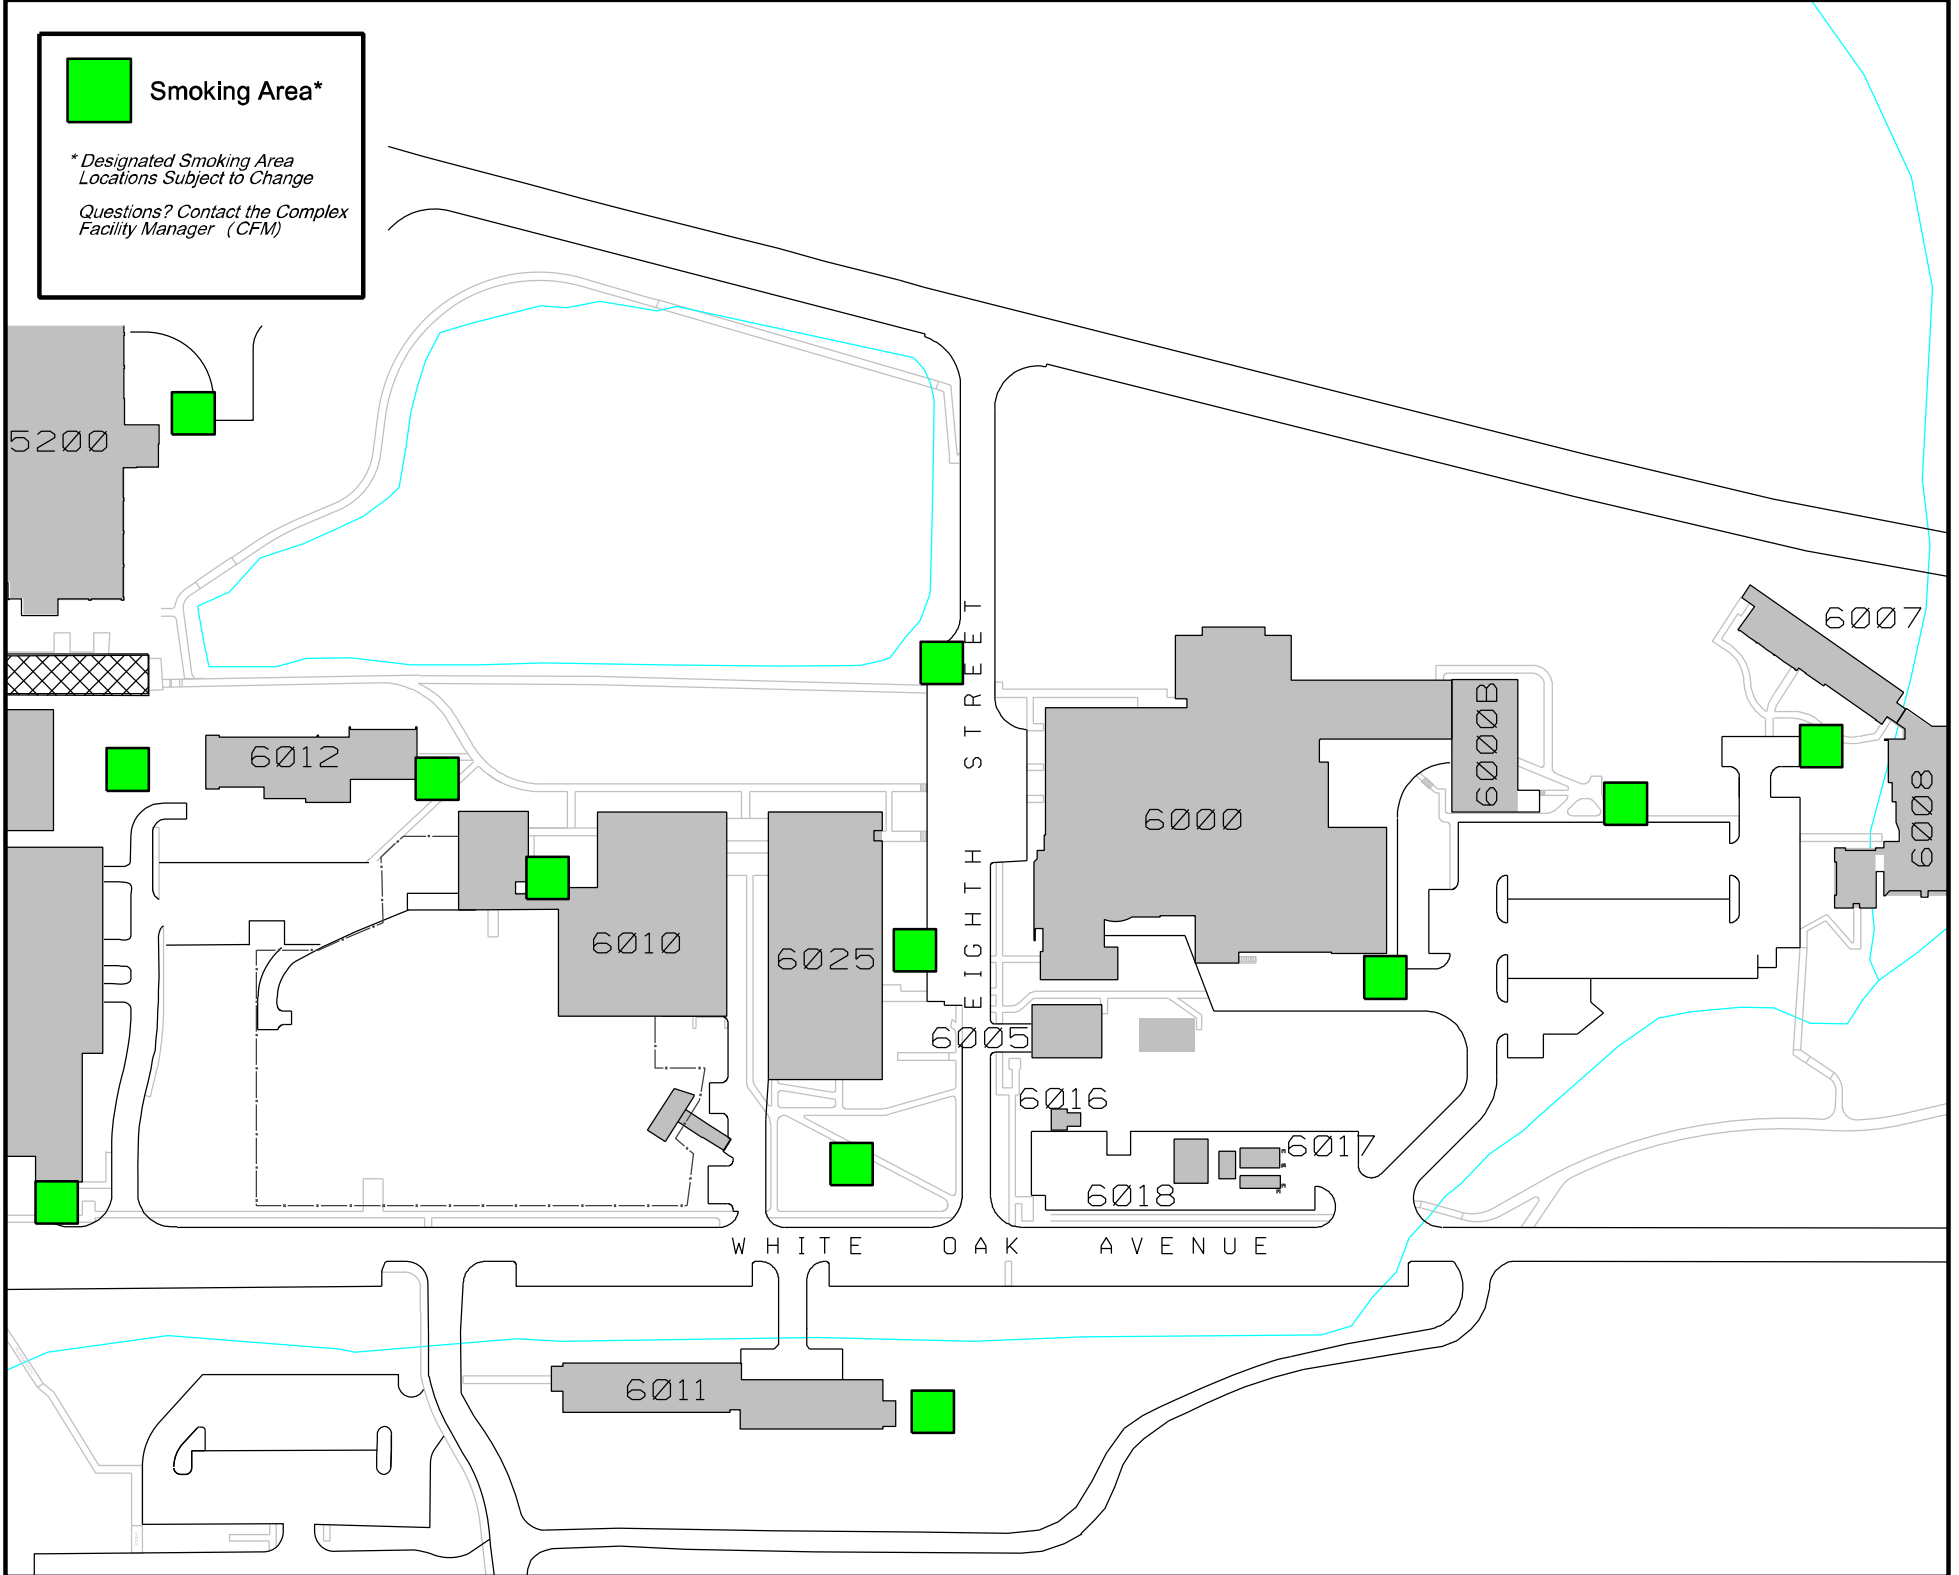 Smoking Area*
* Designated Smoking Area
Locations Subject to Change
Questions? Contact the Complex
Facility Manager (CFM)
5200
6007
6012
6000B
6000
6008
6010
6025
EIGHTH STREET
6005
6016
6017
6018
WHITE OAK AVENUE
6011